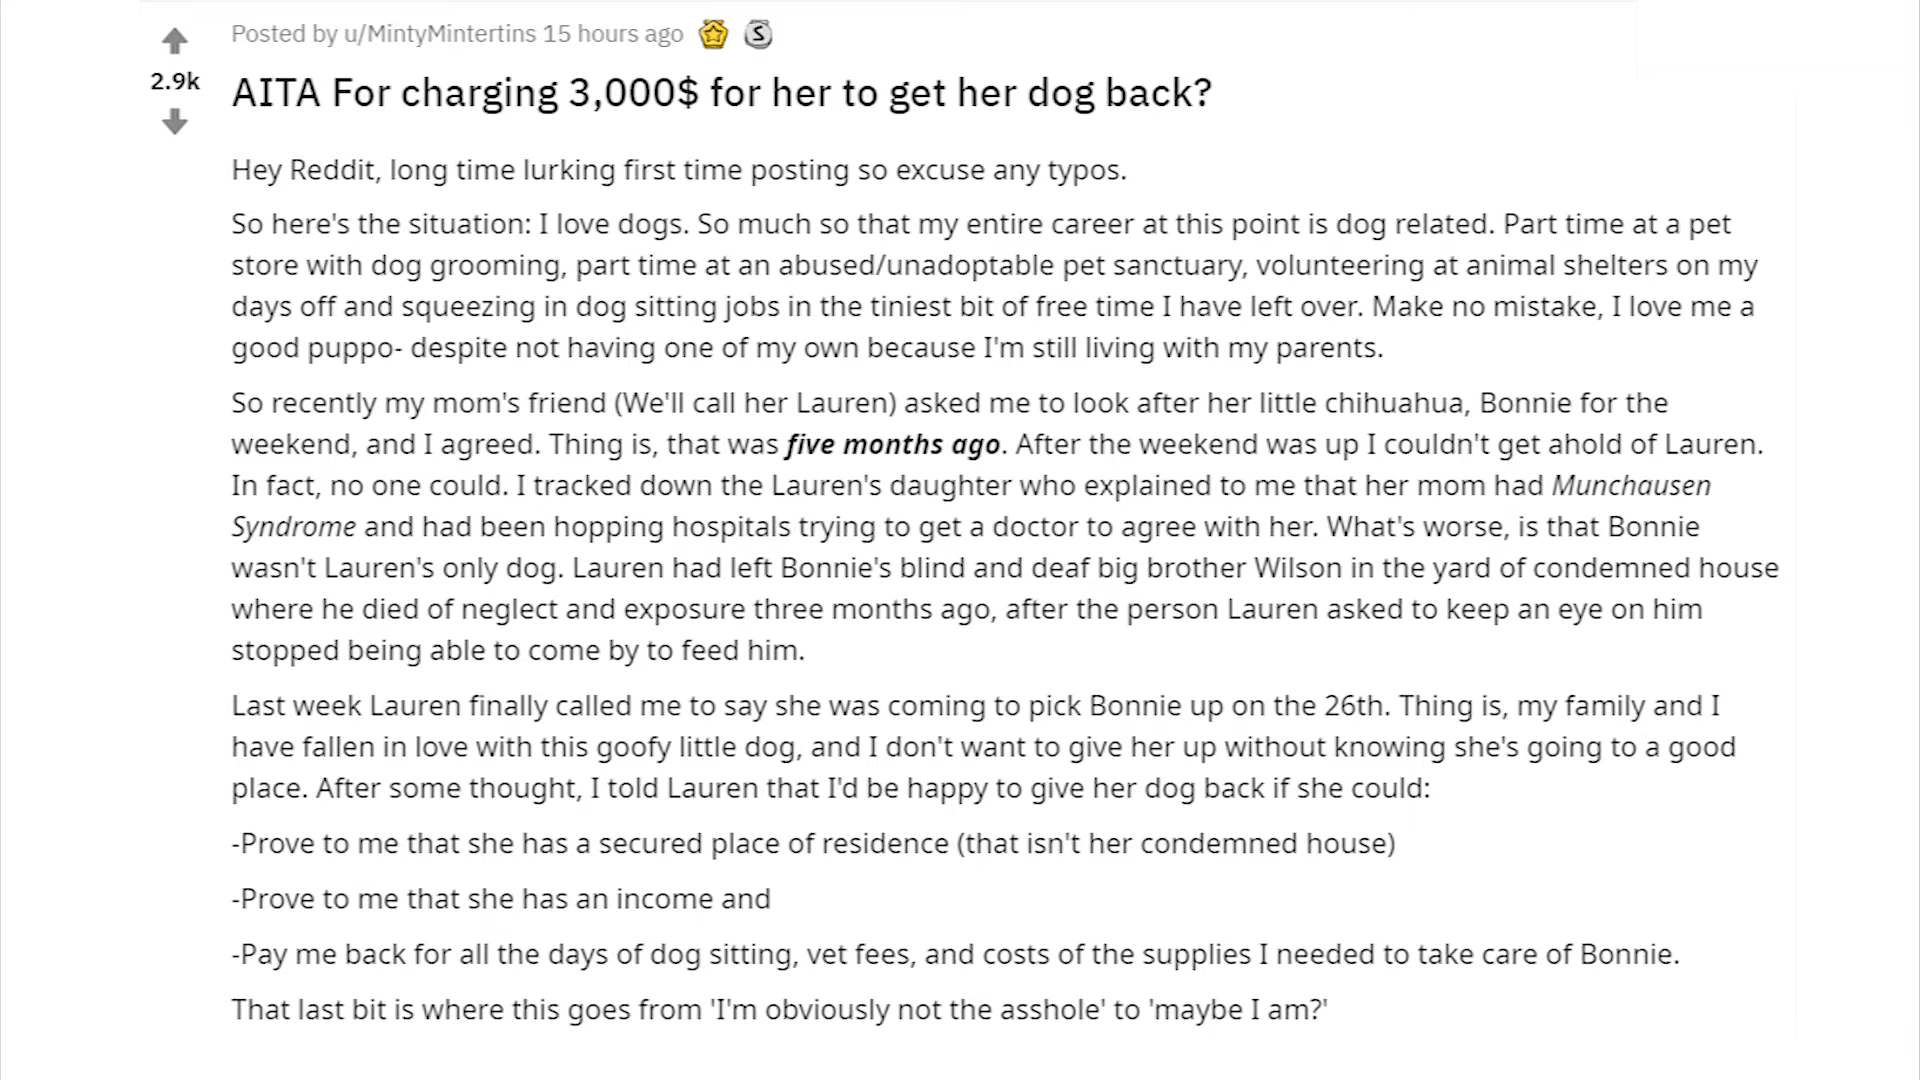 Posted by u/MintyMintertins 15 hours ago
2.9k
AITA For charging 3,000$ for her to get her dog back?
Hey Reddit, long time lurking first time posting so excuse any typos.
So here's the situation: I love dogs. So much so that my entire career at this point is dog related. Part time at a pet
store with dog grooming, part time at an abused/unadoptable pet sanctuary, volunteering at animal shelters on my
days off and squeezing in dog sitting jobs in the tiniest bit of free time I have left over. Make no mistake, I love me a
good puppo- despite not having one of my own because I'm still living with my parents.
So recently my mom's friend (We'll call her Lauren) asked me to look after her little chihuahua, Bonnie for the
weekend, and I agreed. Thing is, that was five months ago. After the weekend was up I couldn't get ahold of Lauren.
In fact, no one could. I tracked down the Lauren's daughter who explained to me that her mom had Munchausen
Syndrome and had been hopping hospitals trying to get a doctor to agree with her. What's worse, is that Bonnie
wasn't Lauren's only dog. Lauren had left Bonnie's blind and deaf big brother Wilson in the yard of condemned house
where he died of neglect and exposure three months ago, after the person Lauren asked to keep an eye on him
stopped being able to come by to feed him.
Last week Lauren finally called me to say she was coming to pick Bonnie up on the 26th. Thing is, my family and I
have fallen in love with this goofy little dog, and I don't want to give her up without knowing she's going to a good
place. After some thought, I told Lauren that I'd be happy to give her dog back if she could:
-Prove to me that she has a secured place of residence (that isn't her condemned house)
-Prove to me that she has an income and
-Pay me back for all the days of dog sitting, vet fees, and costs of the supplies I needed to take care of Bonnie.
That last bit is where this goes from 'I'm obviously not the asshole' to 'maybe I am?'